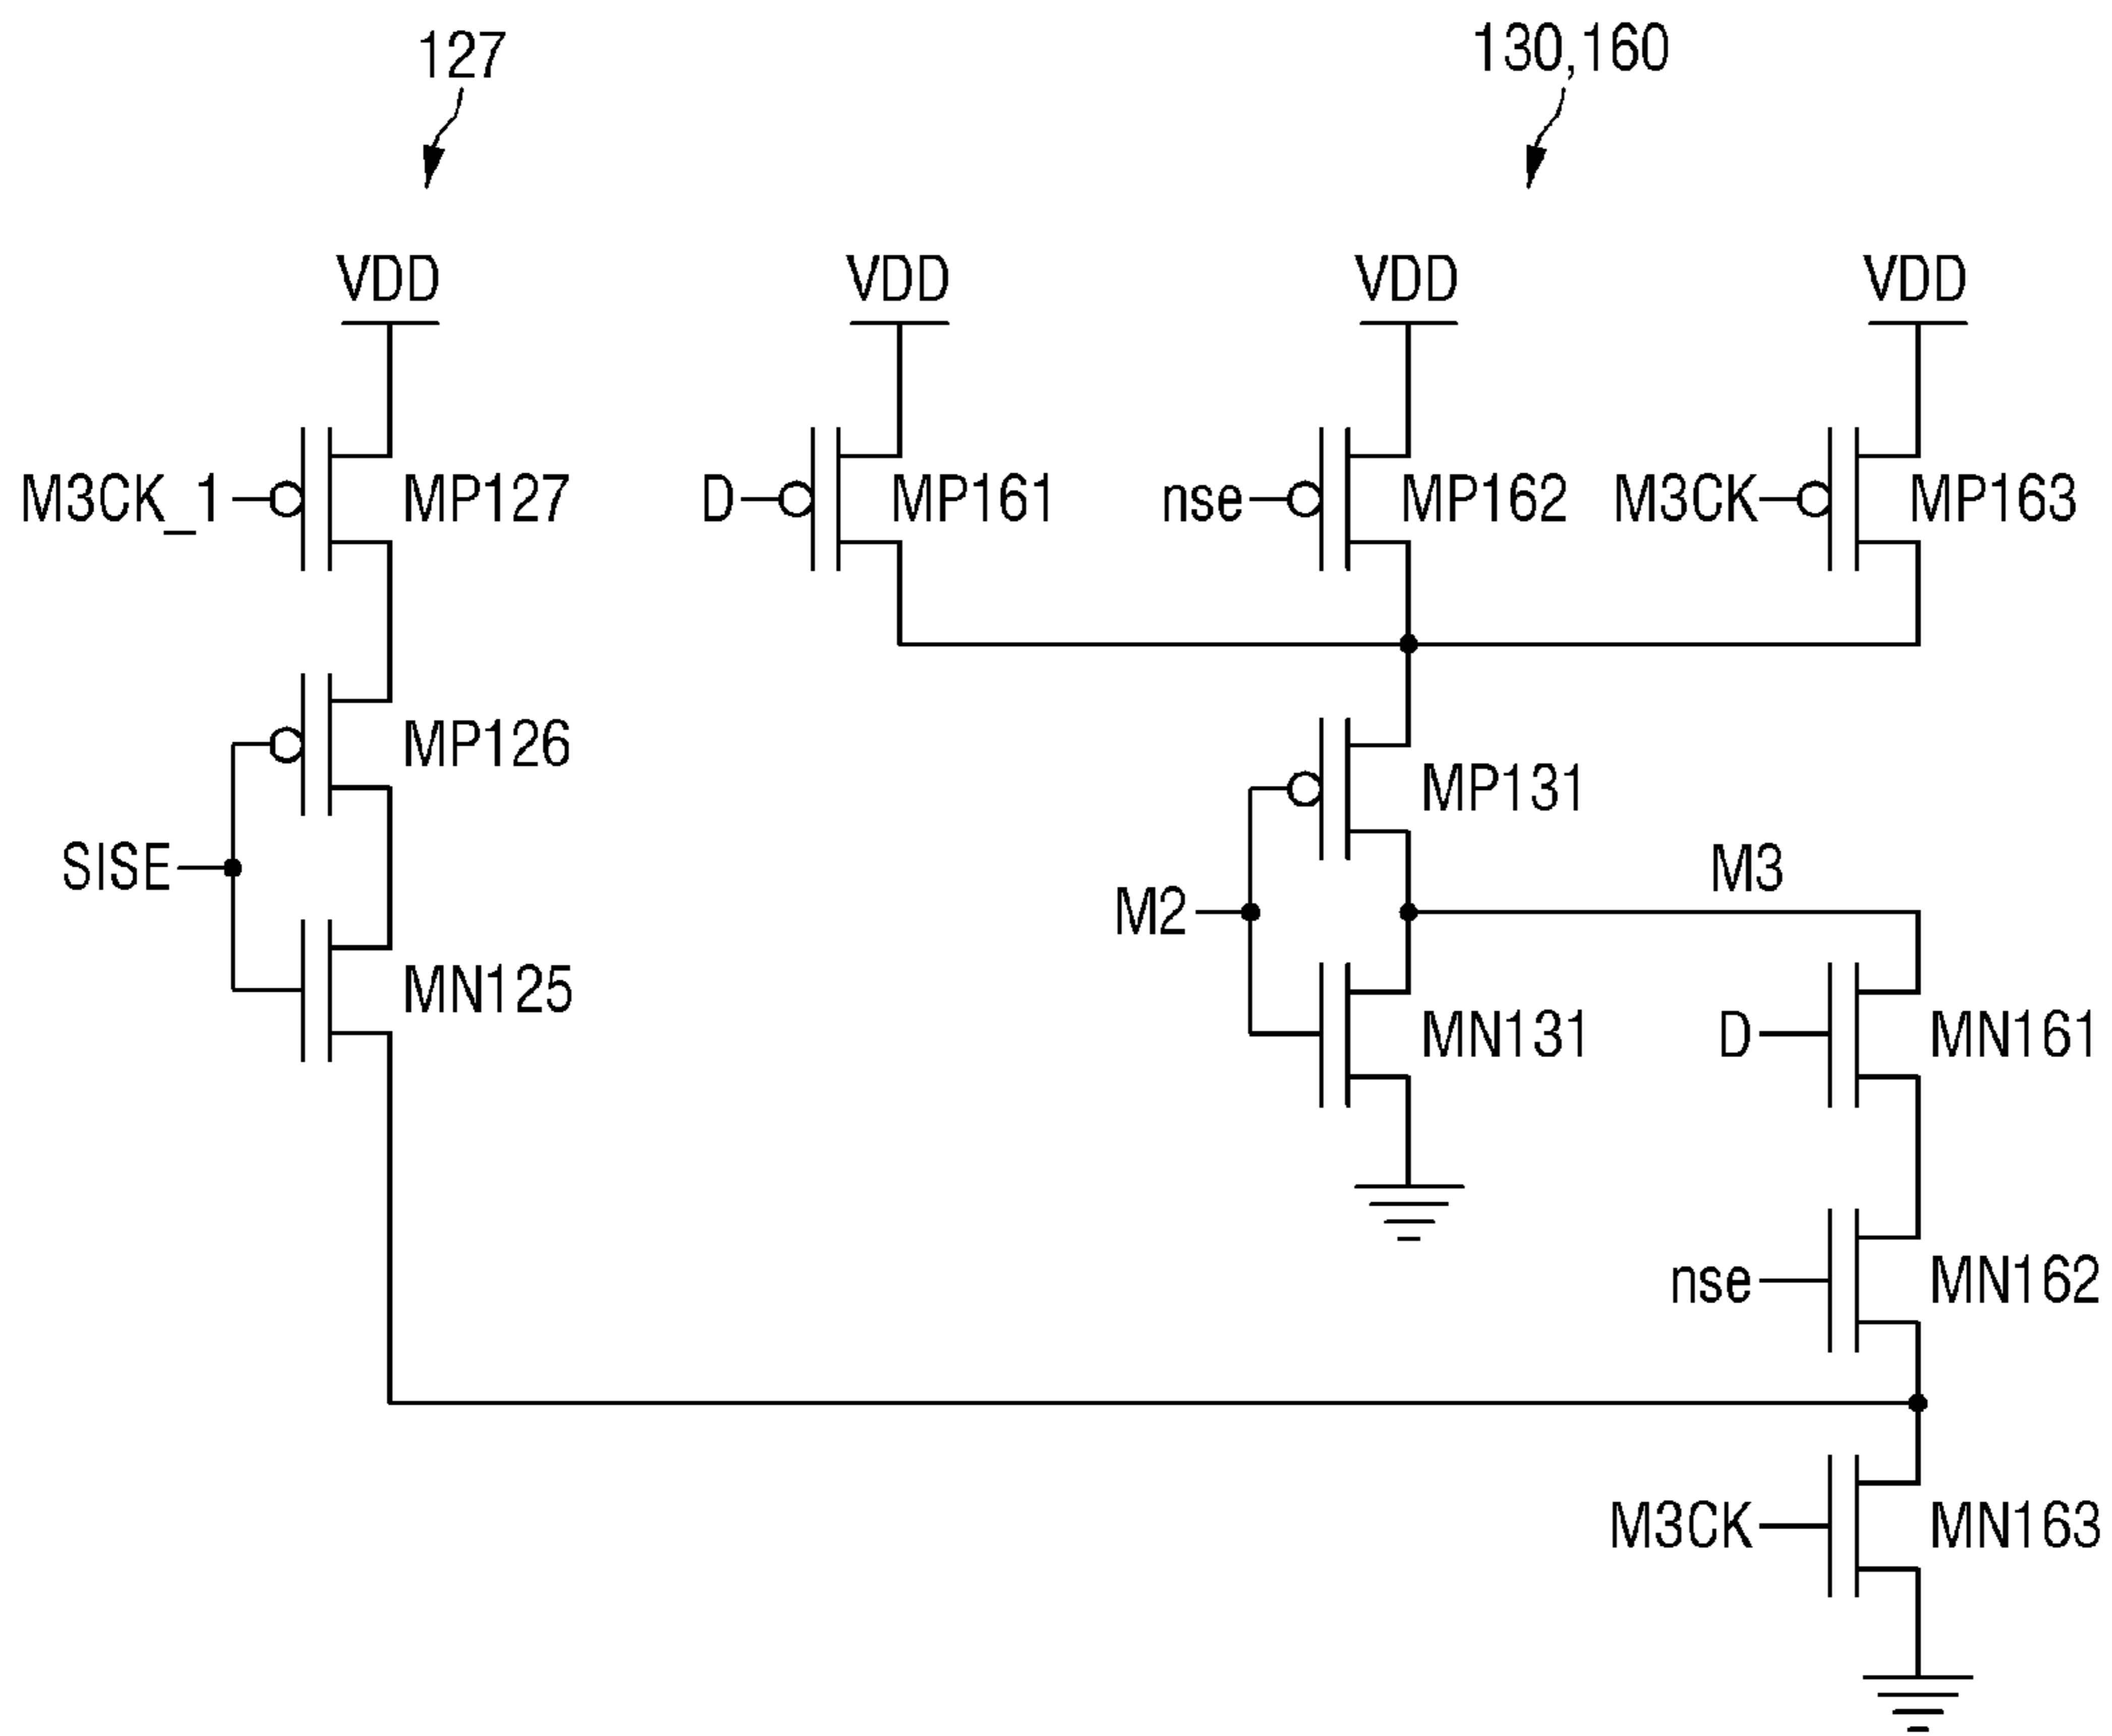 127
130,160
VDD
VDD
VDD
VDD
M3CK_1
MP127
D
MP161
nse
MP162
M3CK
MP163
MP126
MP131
SISE
M3
M2
MN125
MN131
D
MN161
nse
MN162
M3CK
MN163